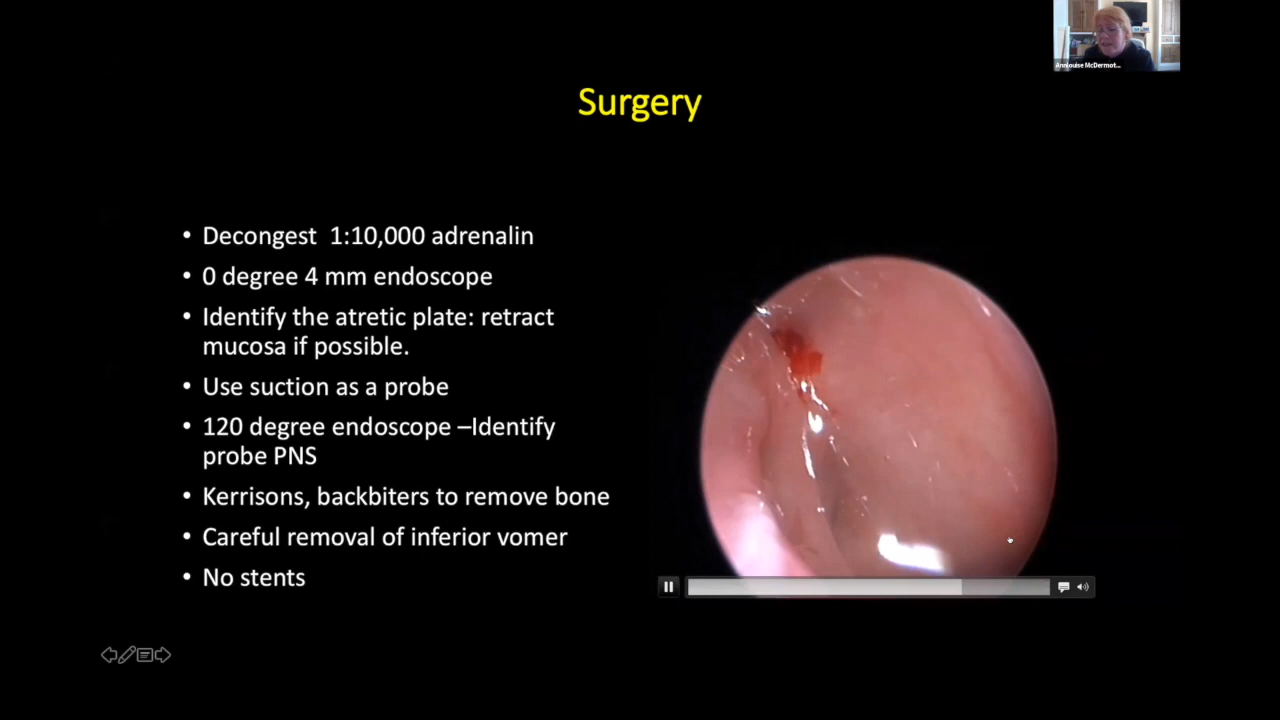 Annlouise McDermot...
Surgery
• Decongest 1:10,000 adrenalin
• 0 degree 4 mm endoscope
• Identify the atretic plate: retract
mucosa if possible.
• Use suction as a probe
• 120 degree endoscope –Identify
probe PNS
• Kerrisons, backbiters to remove bone
• Careful removal of inferior vomer
• No stents